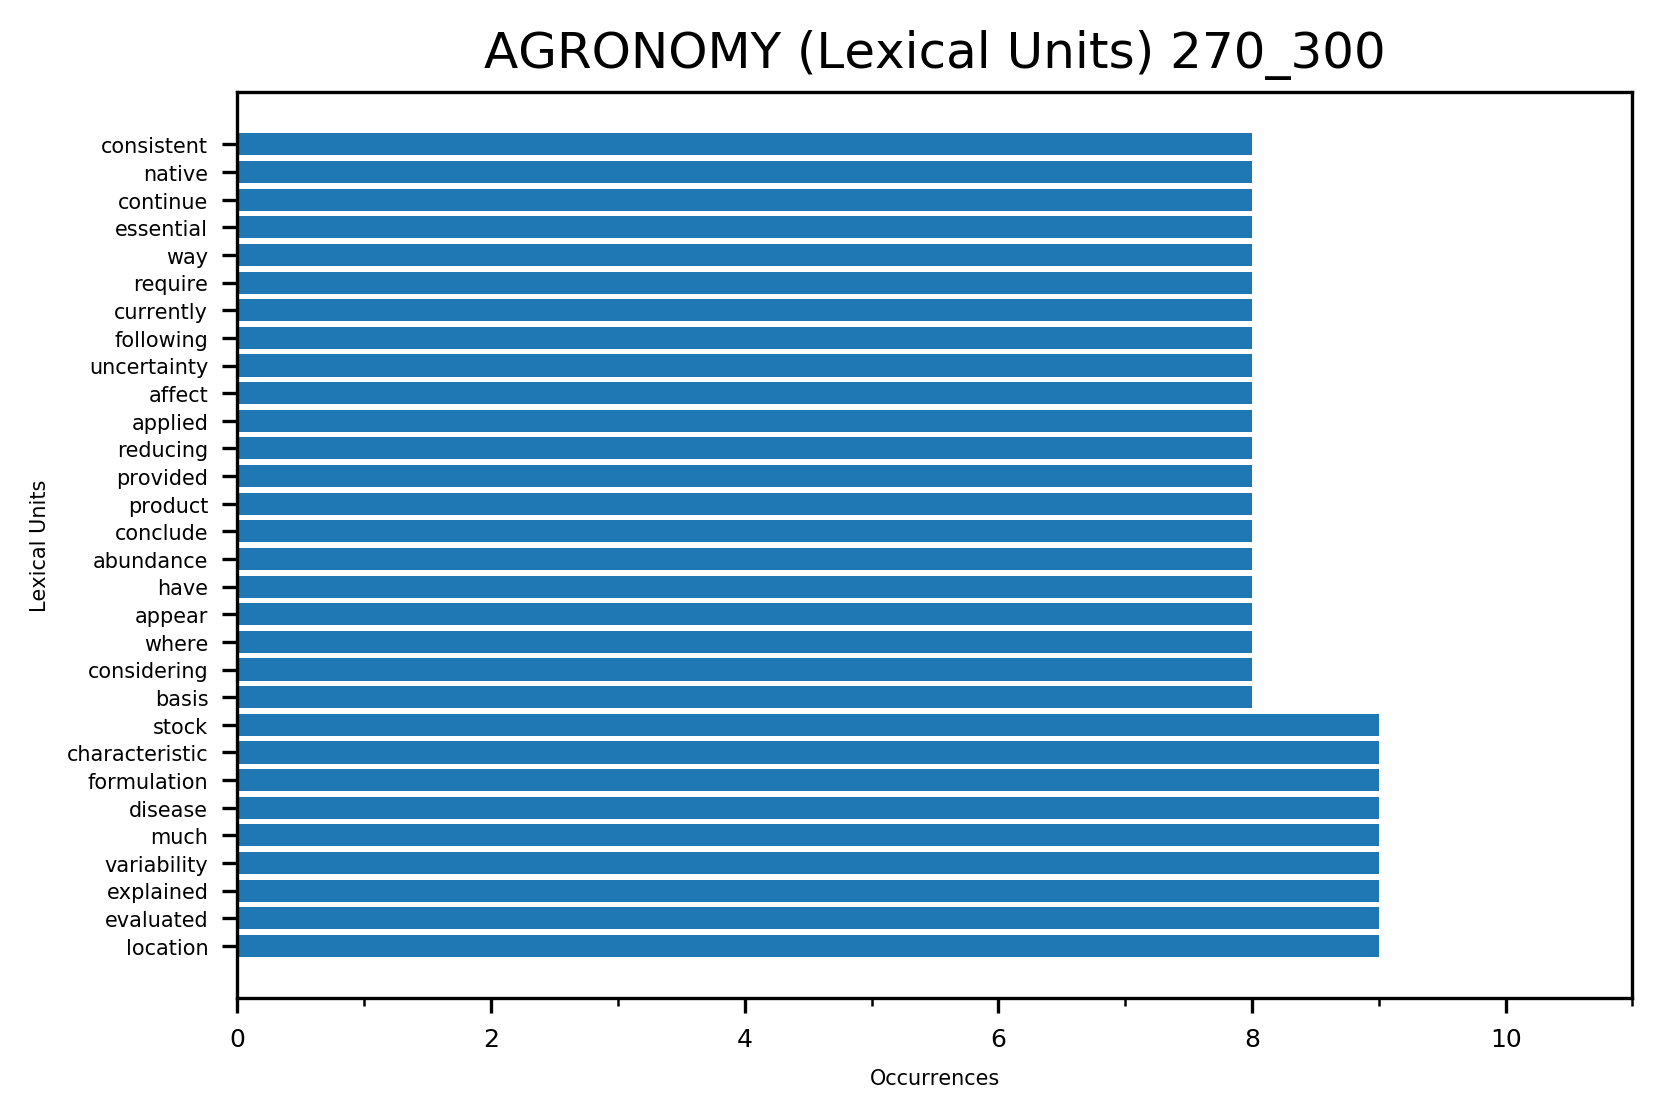 AGRONOMY (Lexical Units) 270_300
consistent
native
continue
essential
way
require
currently
following
uncertainty
affect
applied
reducing
provided
product
conclude
abundance
have
appear
where
considering
basis
stock
characteristic
formulation
disease
much
variability
explained
evaluated
location
Lexical Units
0 2 4 6 8 10
Occurrences